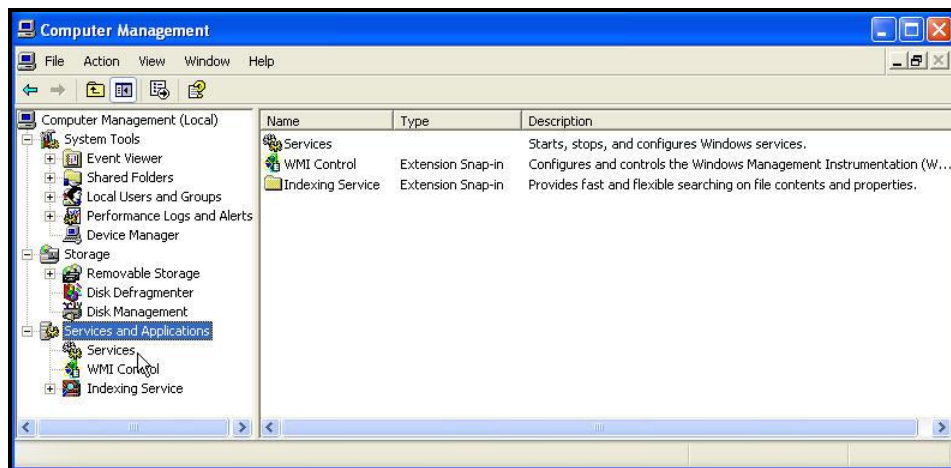 Computer Management
File Action View Window Help
Computer Management (Local)
System Tools
Event Viewer
Shared Folders
Local Users and Groups
Performance Logs and Alerts
Device Manager
Storage
Removable Storage
Disk Defragmenter
Disk Management
Services and Applications
Services
WMI Control
Indexing Service
Name Type Description
Services Starts, stops, and configures Windows services.
WMI Control Extension Snap-in Configures and controls the Windows Management Instrumentation (W...
Indexing Service Extension Snap-in Provides fast and flexible searching on file contents and properties.